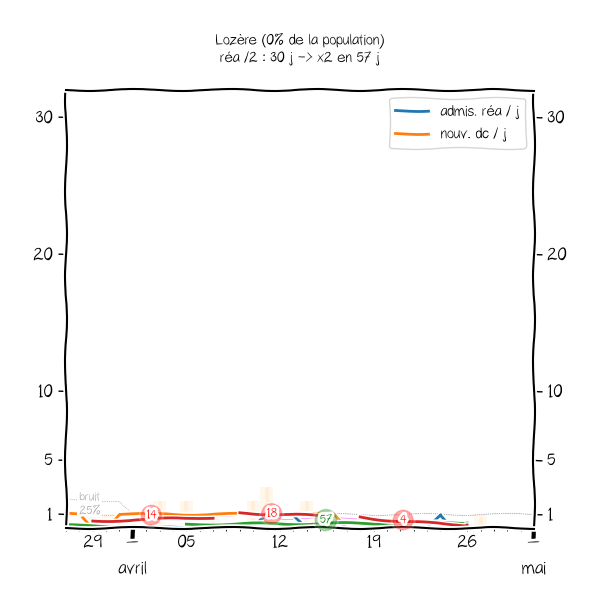 Lozère (0% de la population)
réa /2 : 30 j -> x2 en 57 j
admis. réa / j
nouv. dc / j
30 30
20 20
10 10
5 5
... bruit
25%
1 14 18 57 4 1
29 05 12 19 26
avril mai